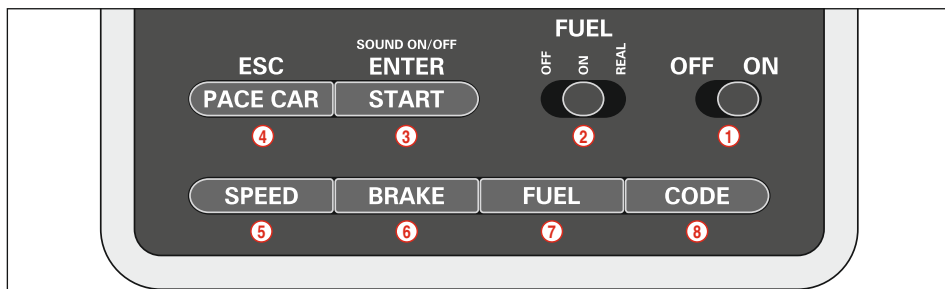 FUEL
SOUND ON/OFF
ESC ENTER OFF ON REAL OFF ON
PACE CAR START
4 3 2 1
SPEED BRAKE FUEL CODE
5 6 7 8